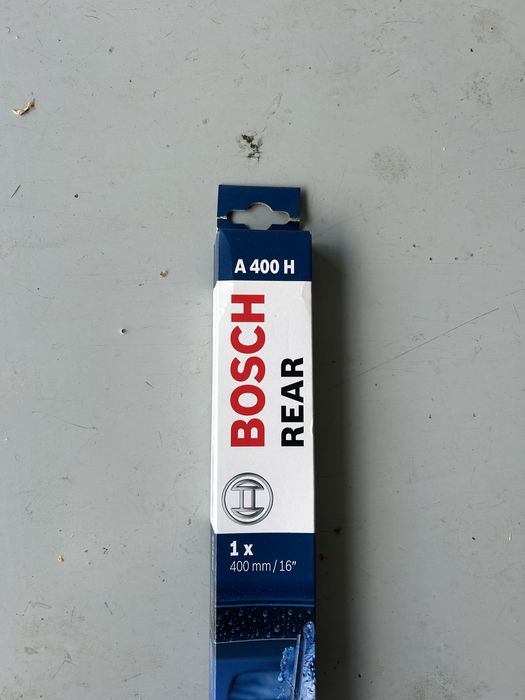 A 400 H
BOSCH
REAR
1 x
400 mm / 16"